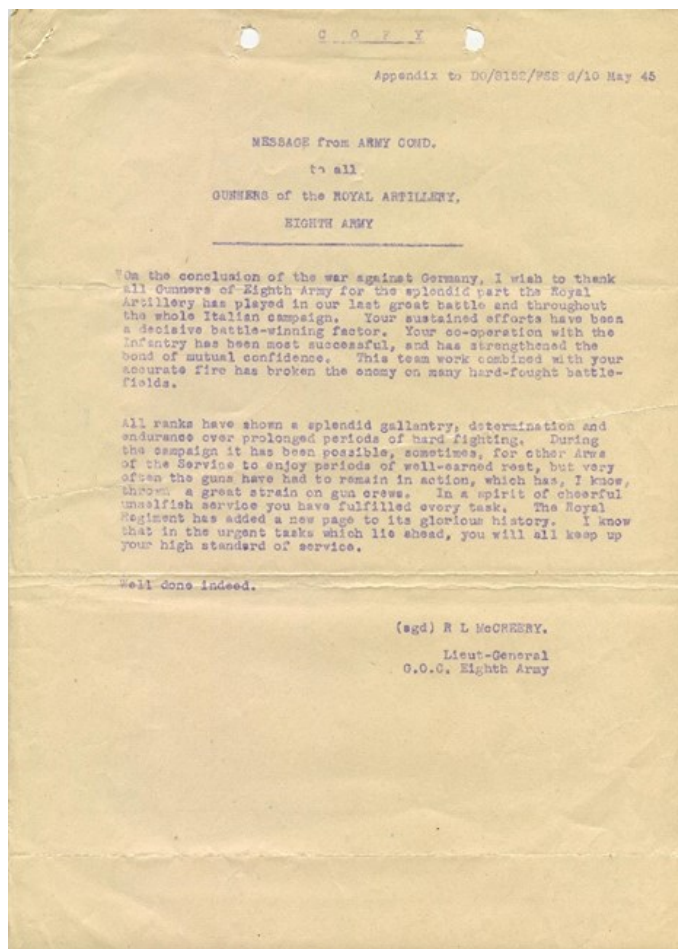 C O P Y
Appendix to DO/8152/PSS d/10 May 45
MESSAGE from ARMY COMD.
to all
GUNNERS of the ROYAL ARTILLERY,
EIGHTH ARMY
"On the conclusion of the war against Germany, I wish to thank
all Gunners of Eighth Army for the splendid part the Royal
Artillery has played in our last great battle and throughout
the whole Italian campaign. Your sustained efforts have been
a decisive battle-winning factor. Your co-operation with the
Infantry has been most successful, and has strengthened the
bond of mutual confidence. This team work combined with your
accurate fire has broken the enemy on many hard-fought battle-
fields.
All ranks have shown a splendid gallantry, determination and
endurance over prolonged periods of hard fighting. During
the campaign it has been possible, sometimes, for other Arms
of the Service to enjoy periods of well-earned rest, but very
often the guns have had to remain in action, which has, I know,
thrown a great strain on gun crews. In a spirit of cheerful
unselfish service you have fulfilled every task. The Royal
Regiment has added a new page to its glorious history. I know
that in the urgent tasks which lie ahead, you will all keep up
your high standard of service.
Well done indeed.
(sgd) R L McCREERY.
Lieut-General
G.O.C. Eighth Army